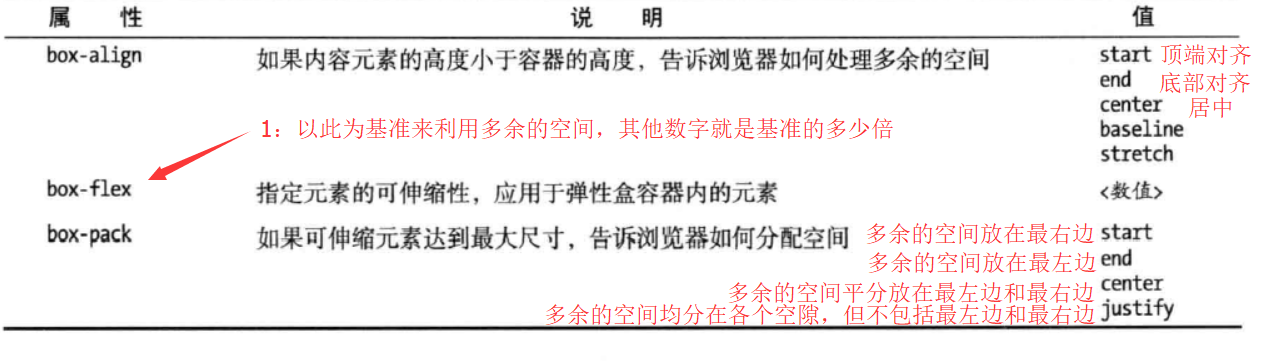 属 性 说 明 值
box-align 如果内容元素的高度小于容器的高度，告诉浏览器如何处理多余的空间 start 顶端对齐
end 底部对齐
center 居中
1：以此为基准来利用多余的空间，其他数字就是基准的多少倍 baseline
stretch
box-flex 指定元素的可伸缩性，应用于弹性盒容器内的元素 <数值>
box-pack 如果可伸缩元素达到最大尺寸，告诉浏览器如何分配空间 多余的空间放在最右边 start
多余的空间放在最左边 end
多余的空间平分放在最左边和最右边 center
多余的空间均分在各个空隙，但不包括最左边和最右边 justify